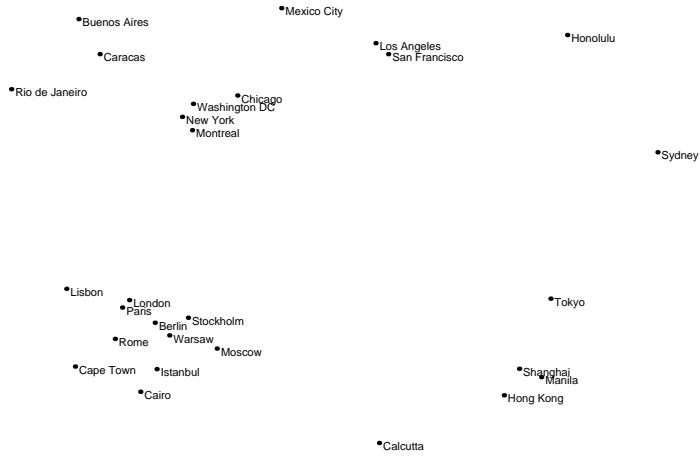 Mexico City
Buenos Aires
Honolulu
Los Angeles
San Francisco
Caracas
Rio de Janeiro
Chicago
Washington DC
New York
Montreal
Sydney
Lisbon
Tokyo
London
Paris
Stockholm
Berlin
Warsaw
Rome
Moscow
Cape Town
Istanbul
Shanghai
Manila
Cairo
Hong Kong
Calcutta